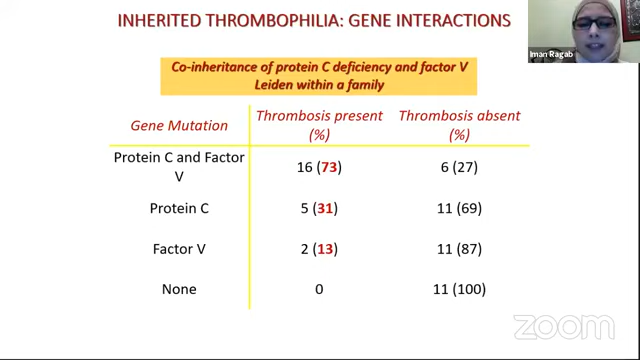 INHERITED THROMBOPHILIA: GENE INTERACTIONS
Iman Ragab
Co-inheritance of protein C deficiency and factor V
Leiden within a family
Gene Mutation
Thrombosis present
(%)
Thrombosis absent
(%)
Protein C and Factor
V
16 (73)
6 (27)
Protein C
5 (31)
11 (69)
Factor V
2 (13)
11 (87)
None
0
11 (100)
zoom